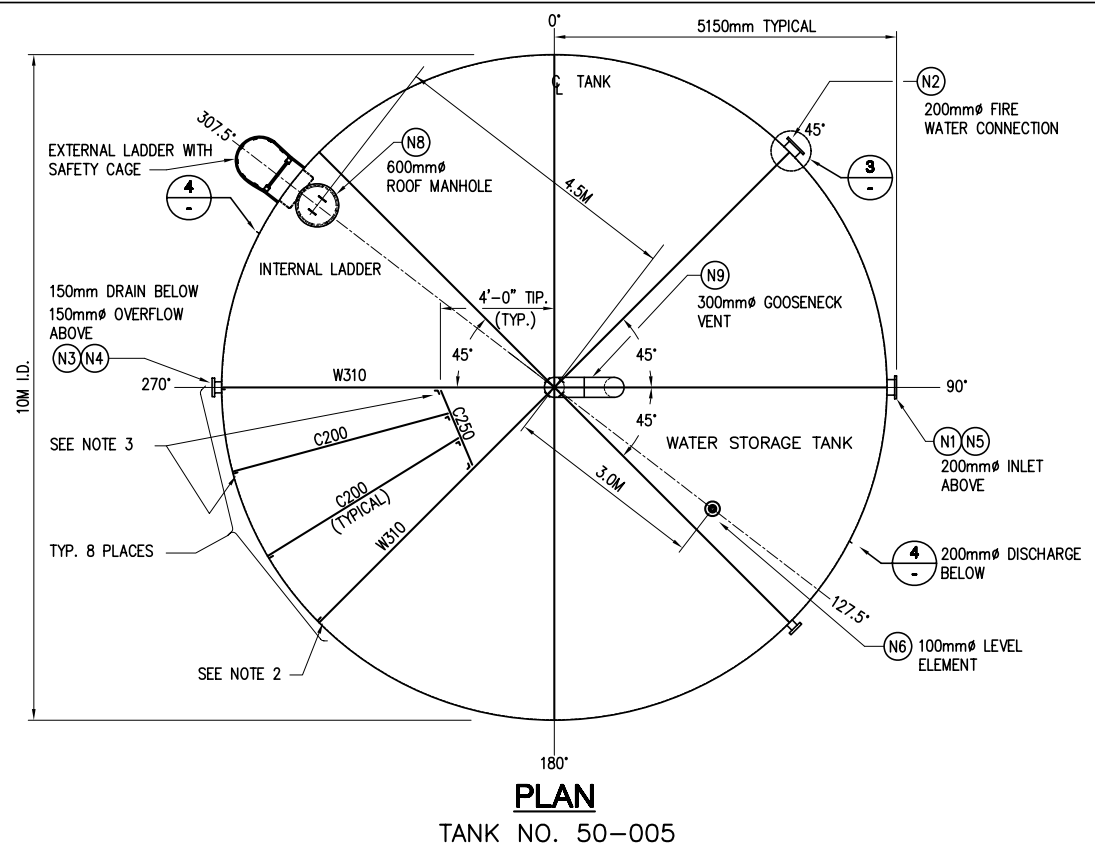 0°
5150mm TYPICAL
℄ TANK
N2
200mmø FIRE
WATER CONNECTION
45°
3
-
307.5°
N8
600mmø
ROOF MANHOLE
EXTERNAL LADDER WITH
SAFETY CAGE
4
-
4.5M
INTERNAL LADDER
N9
300mmø GOOSENECK
VENT
4'-0" TIP.
(TYP.)
150mm DRAIN BELOW
150mmø OVERFLOW
ABOVE
N3 N4
45°
45°
10M I.D.
270°
W310
90°
45°
C250
SEE NOTE 3
C200
WATER STORAGE TANK
N1 N5
200mmø INLET
ABOVE
3.0M
C200
(TYPICAL)
W310
TYP. 8 PLACES
4
-
200mmø DISCHARGE
BELOW
127.5°
N6
100mmø LEVEL
ELEMENT
SEE NOTE 2
180°
PLAN
TANK NO. 50-005